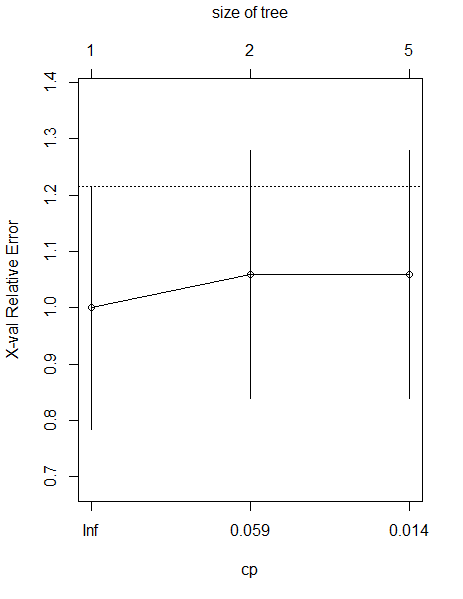 size of tree
1 2 5
1.4
1.3
1.2
1.1
1.0
0.9
0.8
0.7
X-val Relative Error
Inf 0.059 0.014
cp